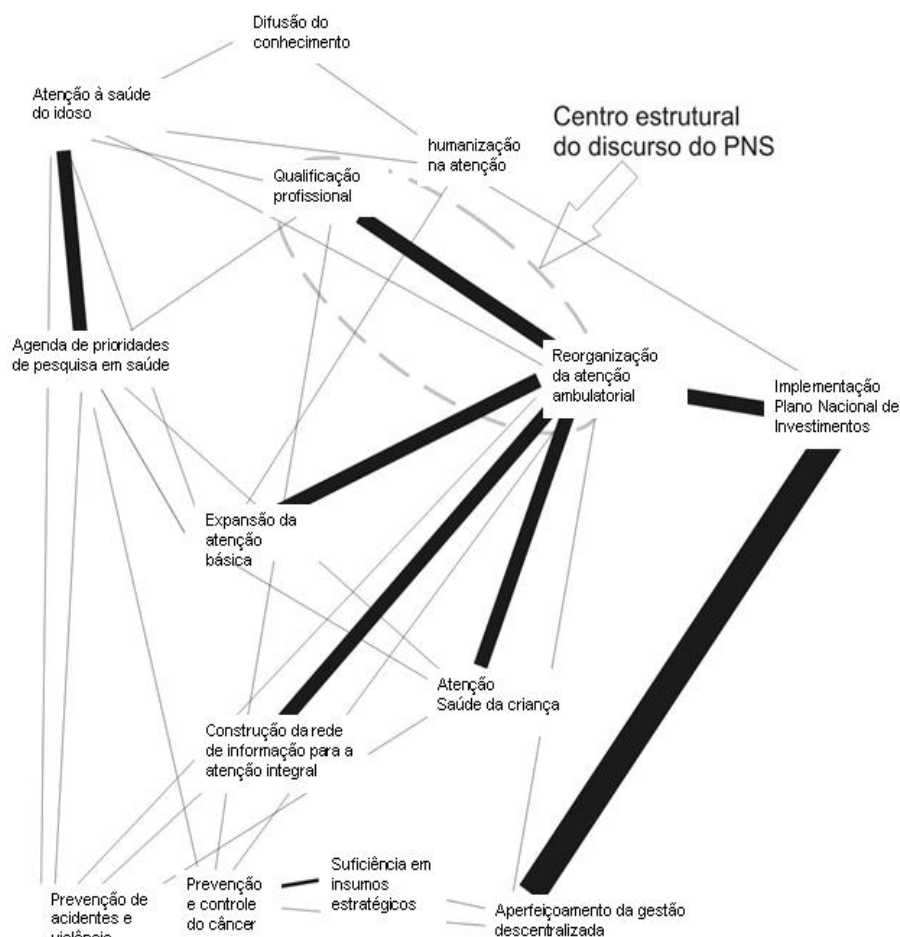 Difusão do
conhecimento
Atenção à saúde
do idoso
Centro estrutural
do discurso do PNS
humanização
na atenção
Qualificação
profissional
Agenda de prioridades
de pesquisa em saúde
Reorganização
da atenção
ambulatorial
Implementação
Plano Nacional de
Investimentos
Expansão da
atenção
básica
Atenção
Saúde da criança
Construção da rede
de informação para a
atenção integral
Suficiência em
insumos
estratégicos
Prevenção
e controle
do câncer
Prevenção de
acidentes e
Aperfeiçoamento da gestão
descentralizada